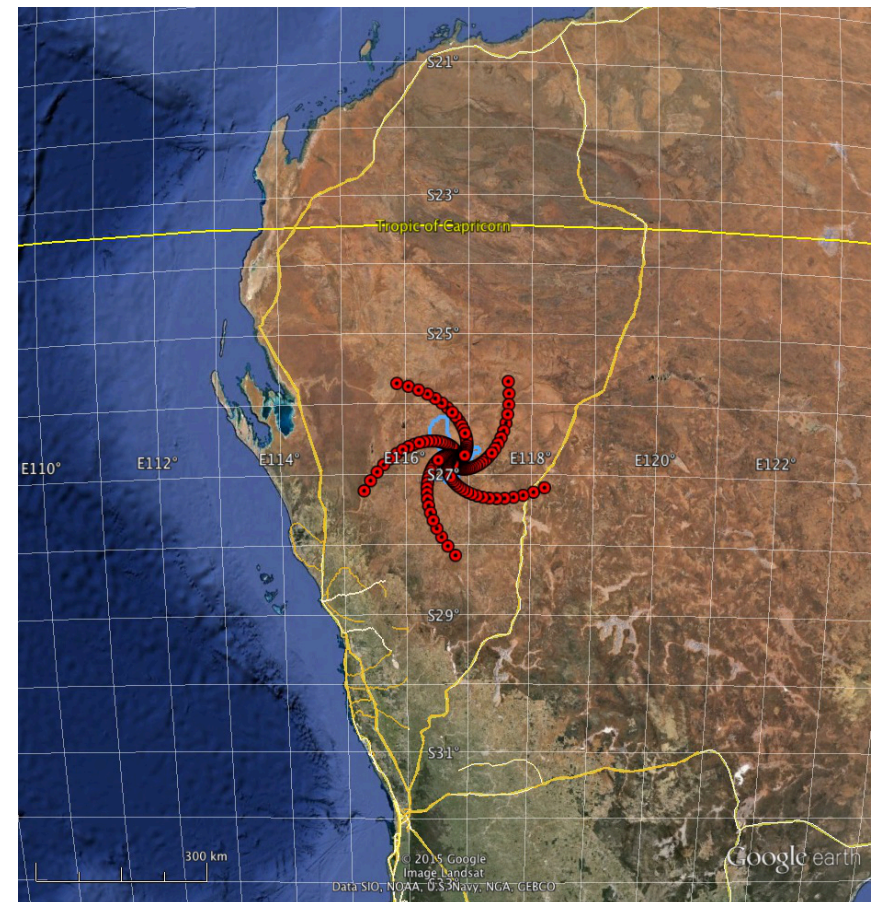 S21°
S23°
Tropic of Capricorn
S25°
E110°
E112°
E114°
E116°
E118°
E120°
E122°
S27°
S29°
S31°
300 km
© 2015 Google
Image Landsat
Data SIO, NOAA, U.S. Navy, NGA, GEBCO
S33°
Google earth